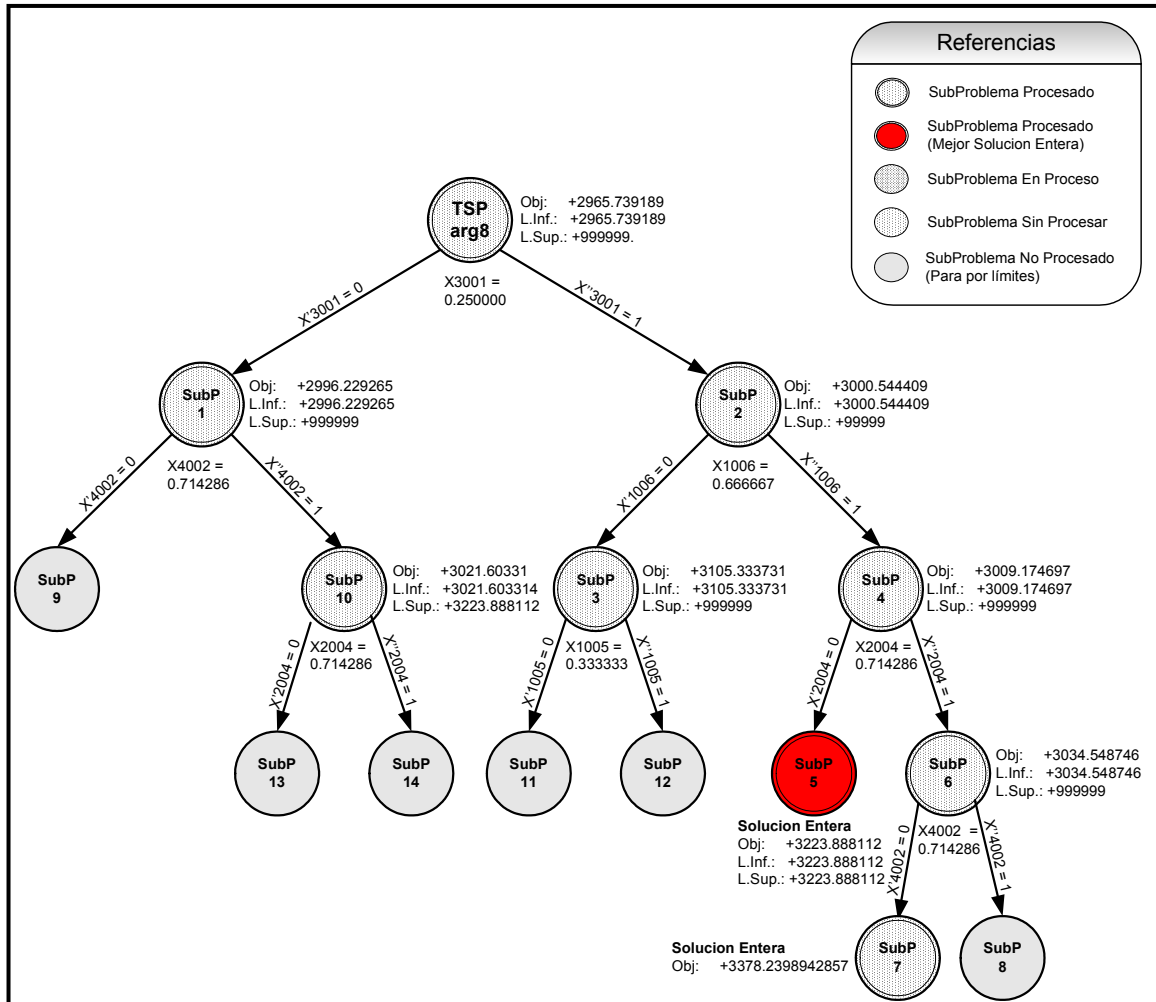 Referencias
SubProblema Procesado
SubProblema Procesado
(Mejor Solucion Entera)
SubProblema En Proceso
SubProblema Sin Procesar
SubProblema No Procesado
(Para por límites)
TSP
arg8
Obj: +2965.739189
L.Inf.: +2965.739189
L.Sup.: +999999.
X3001 =
0.250000
X'3001 = 0
X''3001 = 1
SubP
1
Obj: +2996.229265
L.Inf.: +2996.229265
L.Sup.: +999999
X4002 =
0.714286
X'4002 = 0
X''4002 = 1
SubP
2
Obj: +3000.544409
L.Inf.: +3000.544409
L.Sup.: +99999
X1006 =
0.666667
X'1006 = 0
X''1006 = 1
SubP
9
SubP
10
Obj: +3021.60331
L.Inf.: +3021.603314
L.Sup.: +3223.888112
X2004 =
0.714286
X'2004 = 0
X''2004 = 1
SubP
3
Obj: +3105.333731
L.Inf.: +3105.333731
L.Sup.: +999999
X1005 =
0.333333
X'1005 = 0
X''1005 = 1
SubP
4
Obj: +3009.174697
L.Inf.: +3009.174697
L.Sup.: +999999
X2004 =
0.714286
X'2004 = 0
X''2004 = 1
SubP
13
SubP
14
SubP
11
SubP
12
SubP
5
Solucion Entera
Obj: +3223.888112
L.Inf.: +3223.888112
L.Sup.: +3223.888112
SubP
6
Obj: +3034.548746
L.Inf.: +3034.548746
L.Sup.: +999999
X4002 =
0.714286
X'4002 = 0
X''4002 = 1
Solucion Entera
Obj: +3378.2398942857
SubP
7
SubP
8